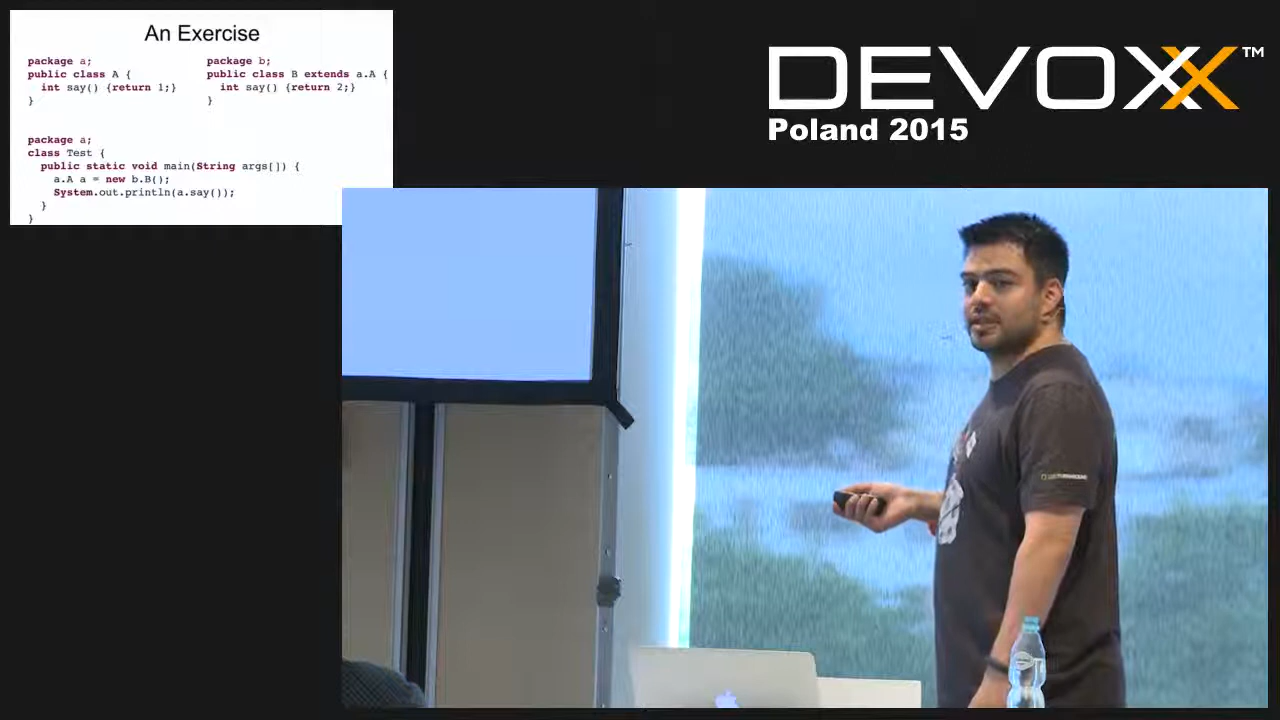 An Exercise
package a;
public class A {
int say() {return 1;}
}
package b;
public class B extends a.A {
int say() {return 2;}
}
package a;
class Test {
public static void main(String args[]) {
a.A a = new b.B();
System.out.println(a.say());
}
}
DEVOXX™
Poland 2015